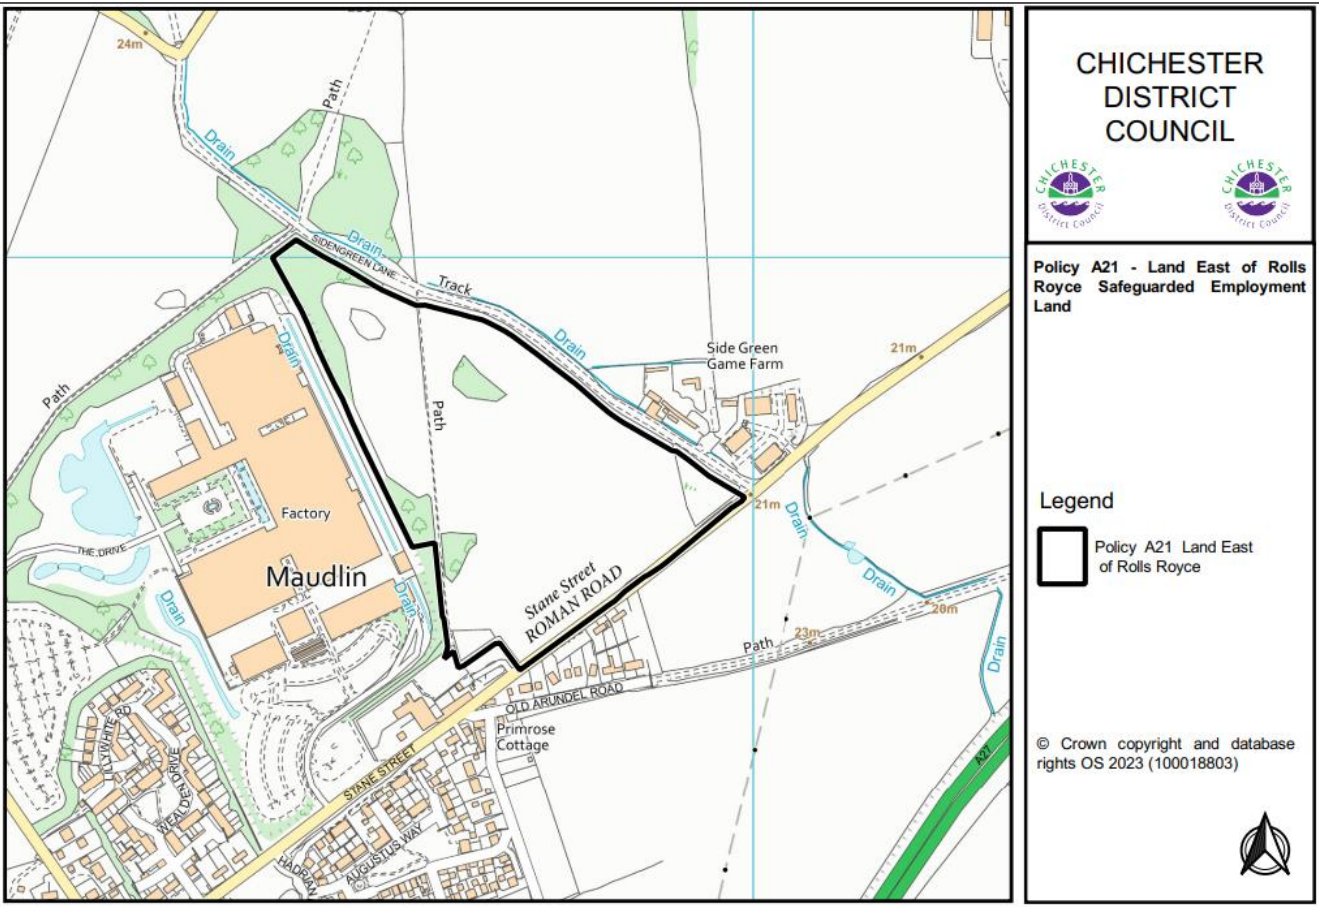 24m
Path
Drain
Drain
SIDENGREEN LANE
Track
Drain
Side Green
Game Farm
21m
Drain
Path
Path
21m
Drain
Factory
THE DRIVE
Maudlin
Drain
Drain
Stane Street
ROMAN ROAD
Drain
20m
23m
Path
Drain
OLD ARUNDEL ROAD
Primrose
Cottage
LILLYWHITE RD
WEALDEN DRIVE
STANE STREET
A27
HADRIAN
AUGUSTUS WAY
CHICHESTER
DISTRICT
COUNCIL
CHICHESTER
District Council
CHICHESTER
District Council
Policy A21 - Land East of Rolls
Royce Safeguarded Employment
Land
Legend
Policy A21 Land East
of Rolls Royce
© Crown copyright and database
rights OS 2023 (100018803)